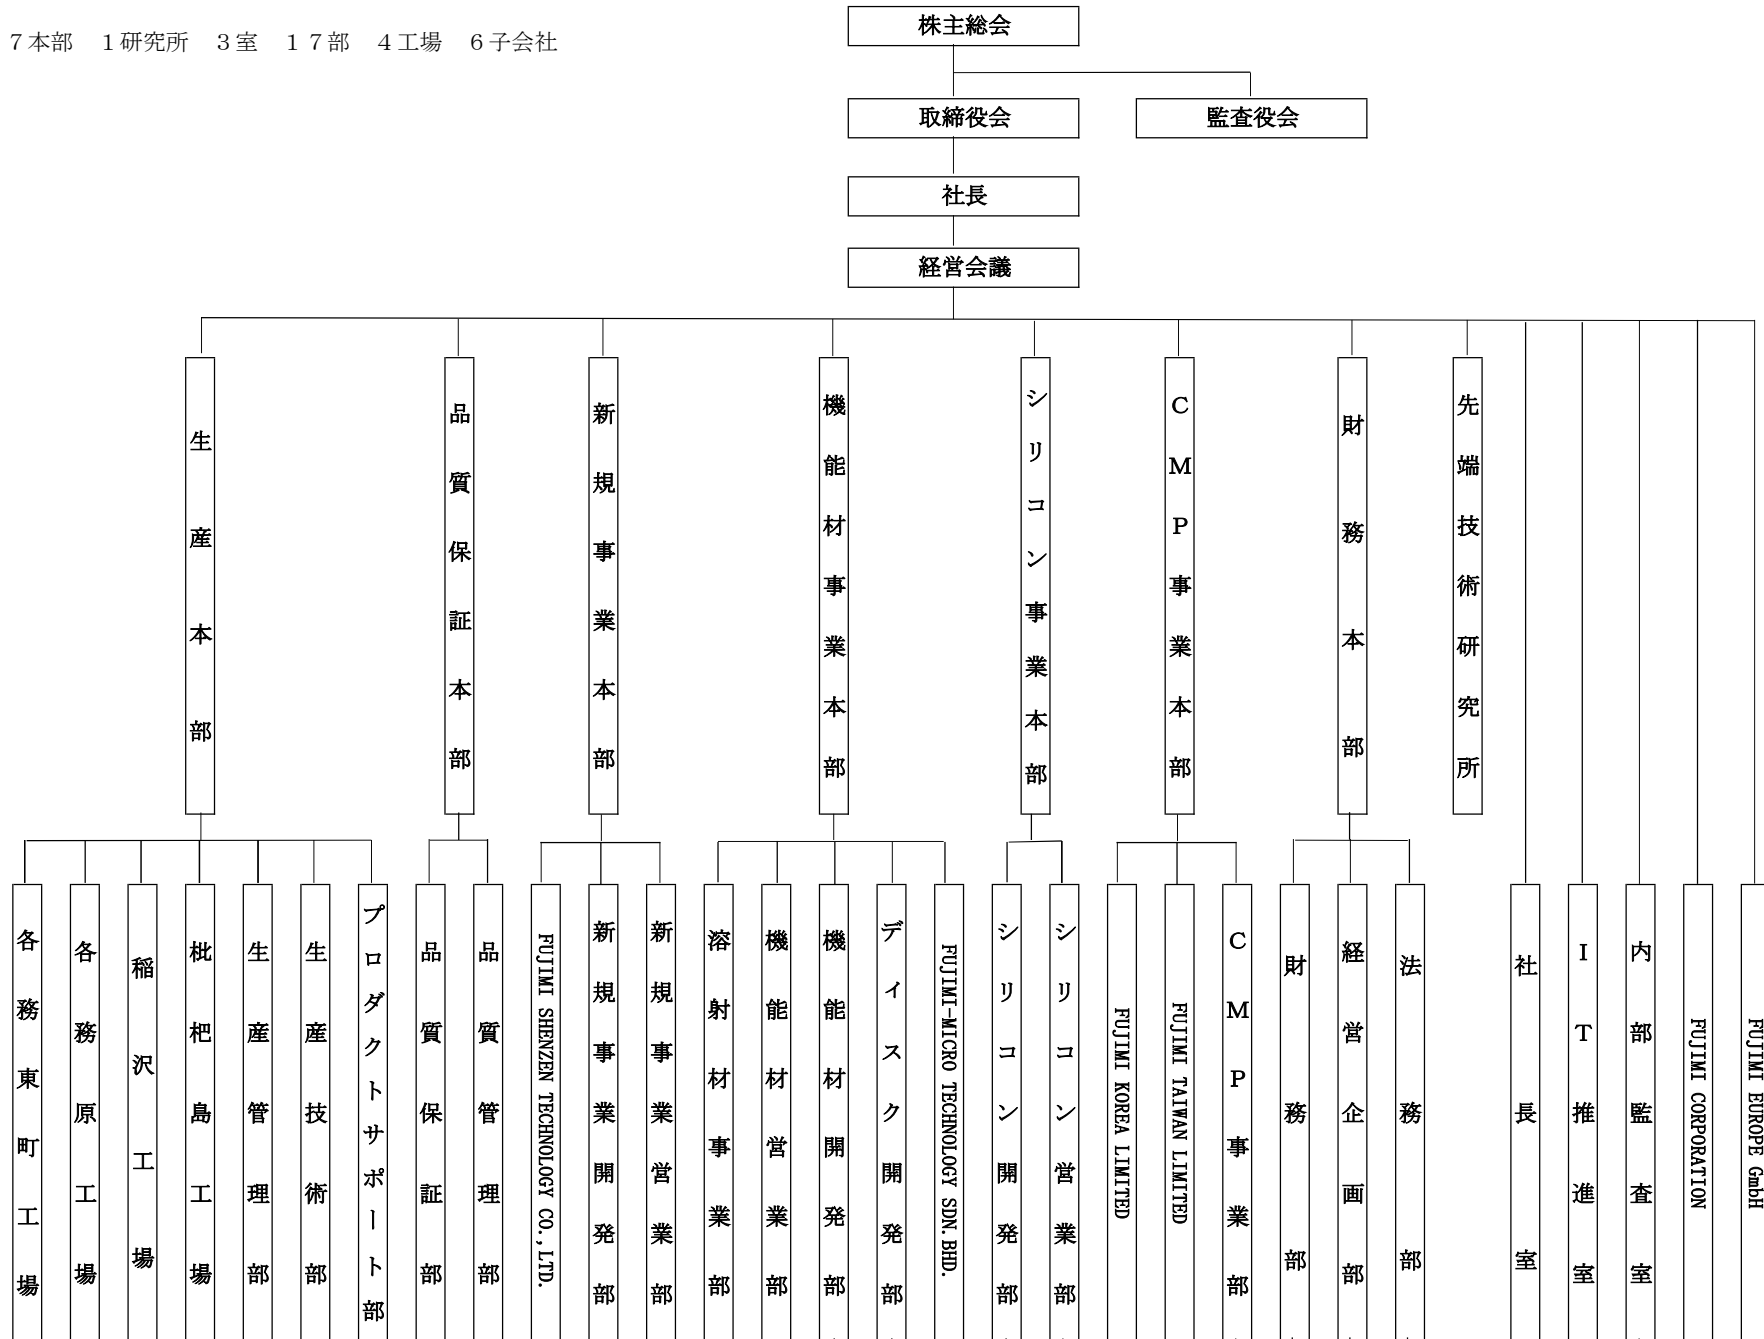 ７本部　１研究所　３室　１７部　４工場　６子会社
株主総会
取締役会
監査役会
社長
経営会議
生産本部
品質保証本部
新規事業本部
機能材事業本部
シリコン事業本部
ＣＭＰ事業本部
財務本部
先端技術研究所
各務東町工場
各務原工場
稲沢工場
枇杷島工場
生産管理部
生産技術部
プロダクトサポート部
品質保証部
品質管理部
FUJIMI SHENZEN TECHNOLOGY CO.,LTD.
新規事業開発部
新規事業営業部
溶射材事業部
機能材営業部
機能材開発部
ディスク開発部
FUJIMI-MICRO TECHNOLOGY SDN.BHD.
シリコン開発部
シリコン営業部
FUJIMI KOREA LIMITED
FUJIMI TAIWAN LIMITED
ＣＭＰ事業部
財務部
経営企画部
法務部
社長室
ＩＴ推進室
内部監査室
FUJIMI CORPORATION
FUJIMI EUROPE GmbH